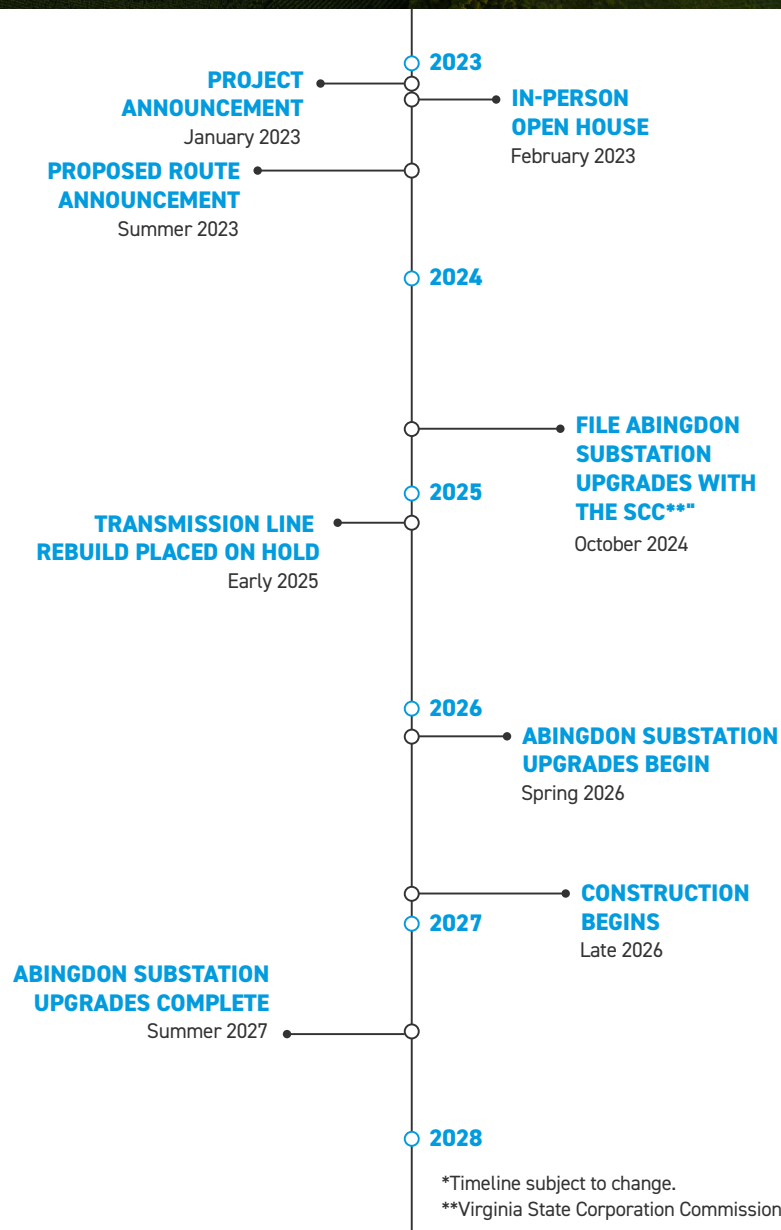 2023
PROJECT
ANNOUNCEMENT
January 2023
IN-PERSON
OPEN HOUSE
February 2023
PROPOSED ROUTE
ANNOUNCEMENT
Summer 2023
2024
FILE ABINGDON
SUBSTATION
UPGRADES WITH
THE SCC**"
October 2024
2025
TRANSMISSION LINE
REBUILD PLACED ON HOLD
Early 2025
2026
ABINGDON SUBSTATION
UPGRADES BEGIN
Spring 2026
CONSTRUCTION
BEGINS
Late 2026
2027
ABINGDON SUBSTATION
UPGRADES COMPLETE
Summer 2027
2028
*Timeline subject to change.
**Virginia State Corporation Commission